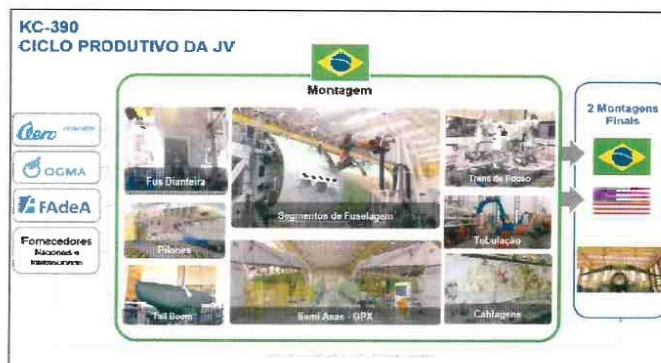 KC-390
CICLO PRODUTIVO DA JV
Montagem
Aero
OGMA
FAdeA
Fornecedores
Nacionais e
Fus Dianteira
Segmentos de Fuselagem
Trens de Pouso
Pilones
Tubulação
Tail Boom
Semi Asas - GPX
Cablagens
2 Montagens
Finais